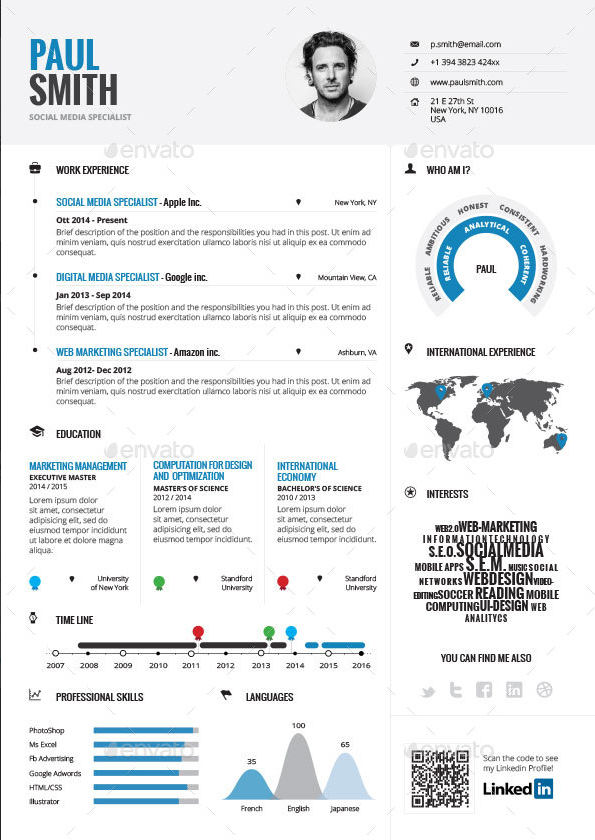 PAUL
SMITH
SOCIAL MEDIA SPECIALIST
p.smith@email.com
+1 394 3823 424xx
www.paulsmith.com
21 E 27th St
New York, NY 10016
USA
WORK EXPERIENCE
SOCIAL MEDIA SPECIALIST - Apple Inc.
New York, NY
Ott 2014 - Present
Brief description of the position and the responsibilities you had in this post. Ut enim ad
minim veniam, quis nostrud exercitation ullamco laboris nisi ut aliquip ex ea commodo
consequat.
DIGITAL MEDIA SPECIALIST - Google inc.
Mountain View, CA
Jan 2013 - Sep 2014
Brief description of the position and the responsibilities you had in this post. Ut enim ad
minim veniam, quis nostrud exercitation ullamco laboris nisi ut aliquip ex ea commodo
consequat.
WEB MARKETING SPECIALIST - Amazon inc.
Ashburn, VA
Aug 2012- Dec 2012
Brief description of the position and the responsibilities you had in this post. Ut enim ad
minim veniam, quis nostrud exercitation ullamco laboris nisi ut aliquip ex ea commodo
consequat.
EDUCATION
MARKETING MANAGEMENT
EXECUTIVE MASTER
2014 / 2015
Lorem ipsum dolor
sit amet, consectetur
adipisicing elit, sed do
eiusmod tempor incididunt
ut labore et dolore magna
aliqua.
University
of New York
COMPUTATION FOR DESIGN
AND OPTIMIZATION
MASTER'S OF SCIENCE
2012 / 2014
Lorem ipsum dolor
sit amet, consectetur
adipisicing elit, sed do
eiusmod tempor incididunt.
Standford
University
INTERNATIONAL
ECONOMY
BACHELOR'S OF SCIENCE
2010 / 2013
Lorem ipsum dolor
sit amet, consectetur
adipisicing elit, sed do
eiusmod tempor incididunt.
Standford
University
TIME LINE
2007 2008 2009 2010 2011 2012 2013 2014 2015 2016
PROFESSIONAL SKILLS
PhotoShop
Ms Excel
Fb Advertising
Google Adwords
HTML/CSS
Illustrator
LANGUAGES
35
100
65
French
English
Japanese
WHO AM I?
RELIABLE AMBITIOUS HONEST CONSISTENT HARDWORKING
RELIABLE ANALYTICAL COHERENT
PAUL
INTERNATIONAL EXPERIENCE
INTERESTS
WEB2.0WEB-MARKETING
INFORMATIONTECHNOLOGY
S.E.O.SOCIALMEDIA
MOBILE APPS S.E.M. MUSICSOCIAL
NETWORKS WEBDESIGNVIDEO-
EDITINGSOCCER READING MOBILE
COMPUTINGUI-DESIGN WEB
ANALITYCS
YOU CAN FIND ME ALSO
Scan the code to see
my Linkedin Profile!
Linked in
envato
envato
envato
envato
envato
envato